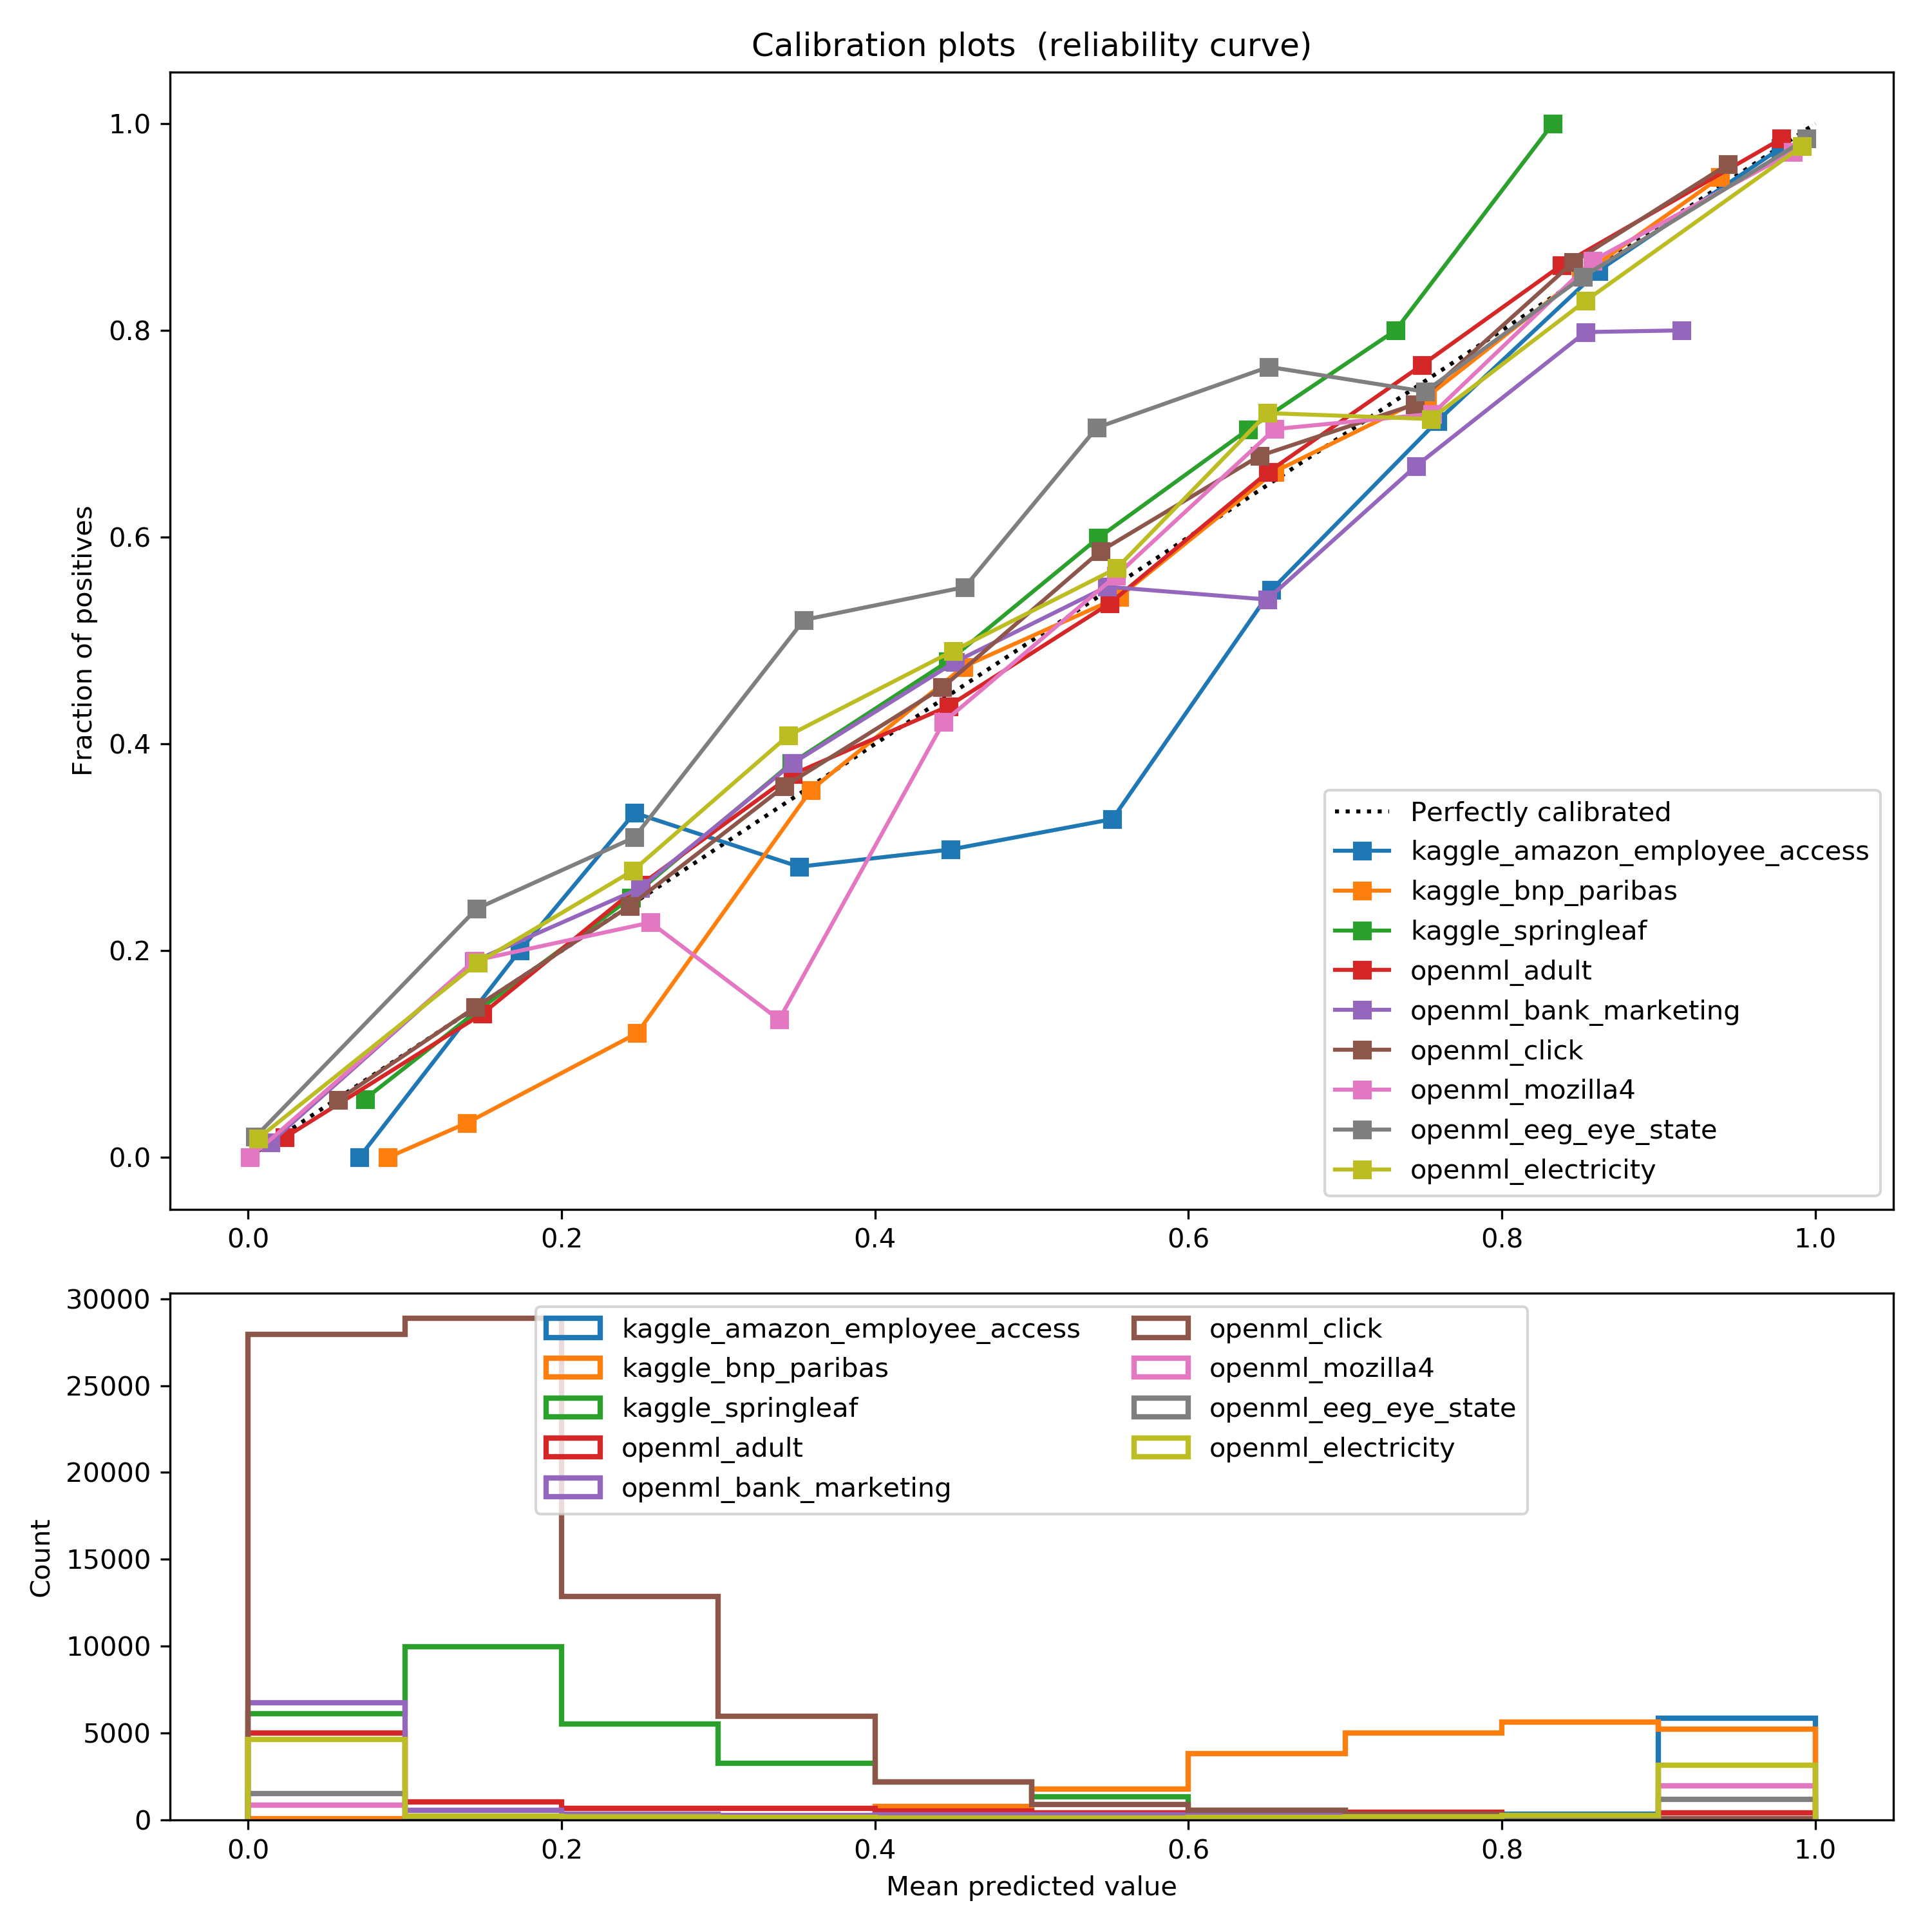 Calibration plots  (reliability curve)
1.0
0.8
0.6
0.4
0.2
0.0
Fraction of positives
Perfectly calibrated
kaggle_amazon_employee_access
kaggle_bnp_paribas
kaggle_springleaf
openml_adult
openml_bank_marketing
openml_click
openml_mozilla4
openml_eeg_eye_state
openml_electricity
0.0 0.2 0.4 0.6 0.8 1.0
30000
25000
20000
15000
10000
5000
0
Count
kaggle_amazon_employee_access
kaggle_bnp_paribas
kaggle_springleaf
openml_adult
openml_bank_marketing
openml_click
openml_mozilla4
openml_eeg_eye_state
openml_electricity
0.0 0.2 0.4 0.6 0.8 1.0
Mean predicted value